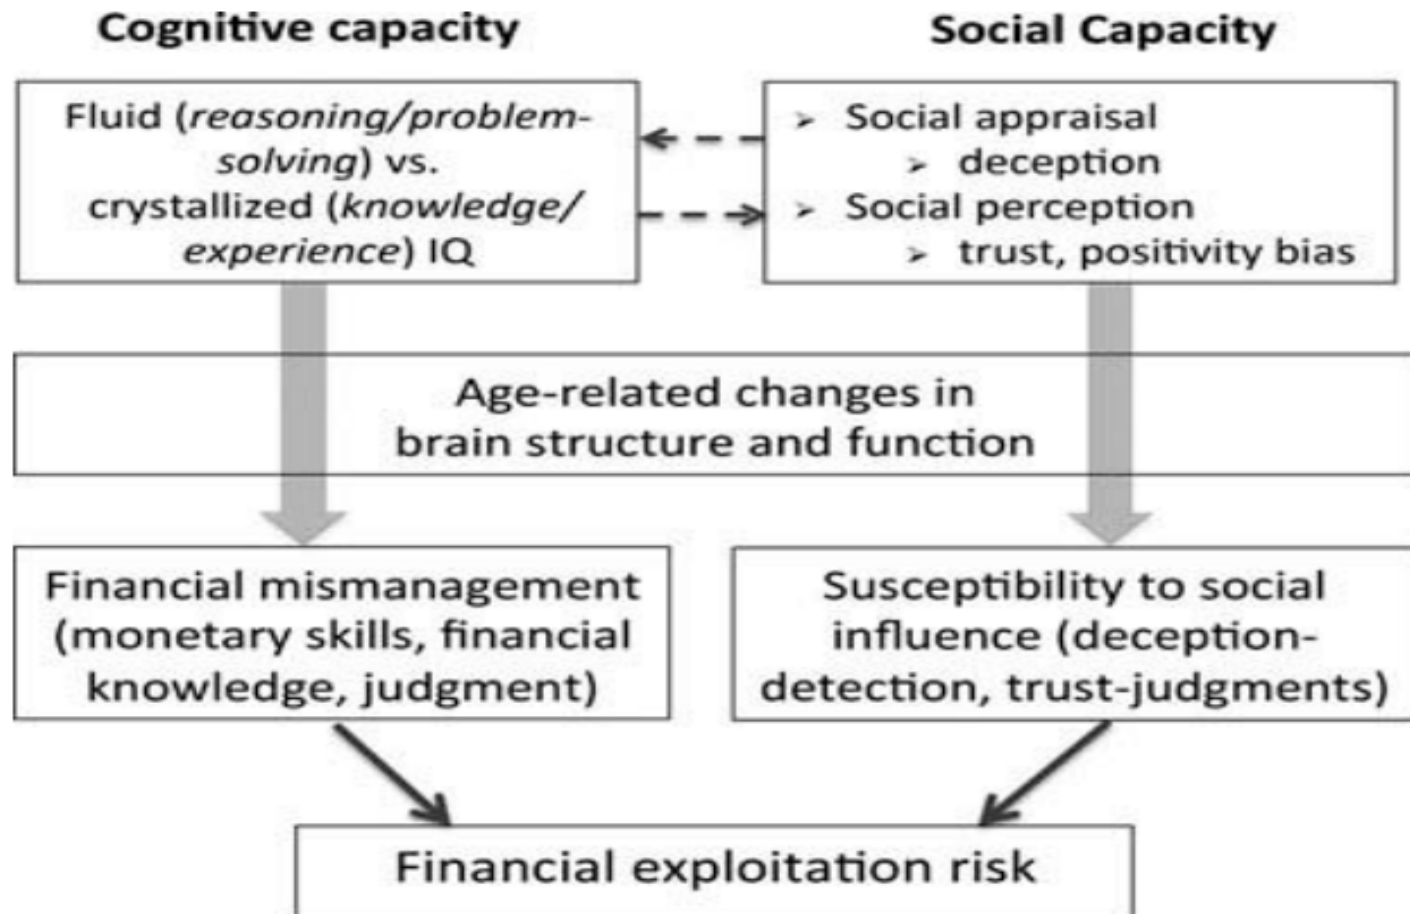 Cognitive capacity
Social Capacity
Fluid (reasoning/problem-
solving) vs.
crystallized (knowledge/
experience) IQ
➢ Social appraisal
➢ deception
➢ Social perception
➢ trust, positivity bias
Age-related changes in
brain structure and function
Financial mismanagement
(monetary skills, financial
knowledge, judgment)
Susceptibility to social
influence (deception-
detection, trust-judgments)
Financial exploitation risk